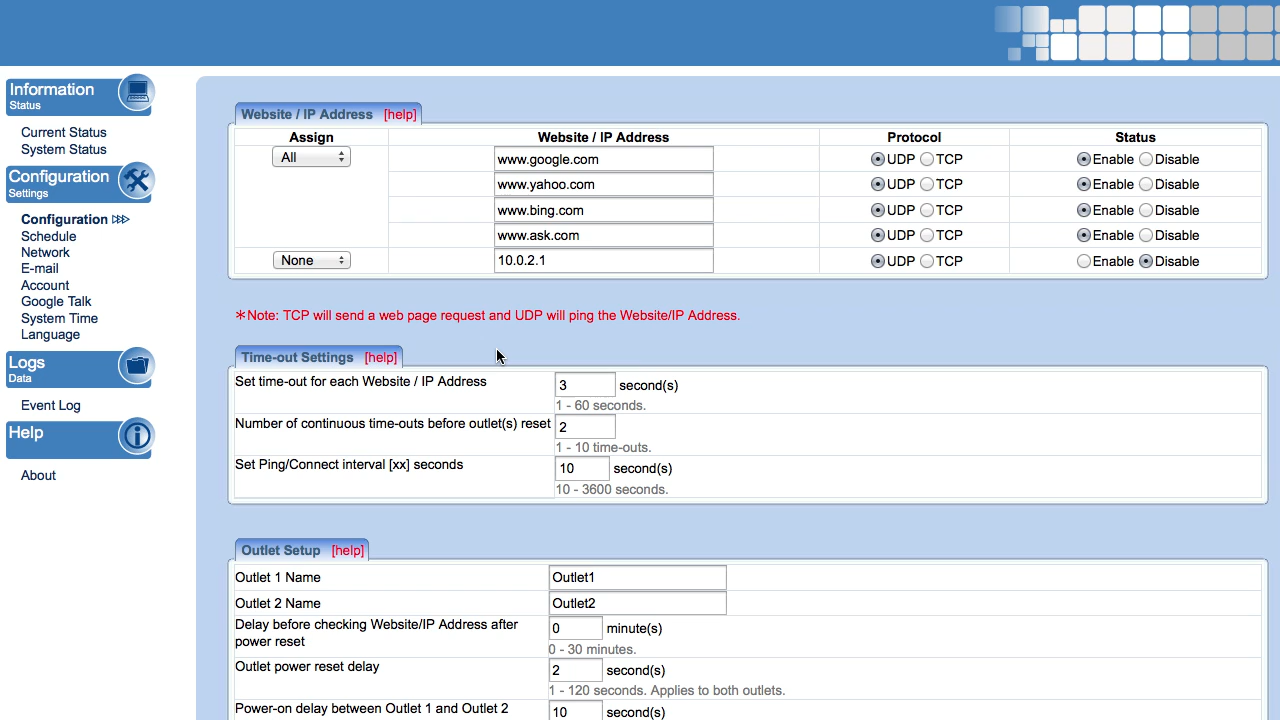 Information
Status
Current Status
System Status
Configuration
Settings
Configuration
Schedule
Network
E-mail
Account
Google Talk
System Time
Language
Logs
Data
Event Log
Help
About
Website / IP Address [help]
Assign Website / IP Address Protocol Status
All www.google.com UDP TCP Enable Disable
www.yahoo.com UDP TCP Enable Disable
www.bing.com UDP TCP Enable Disable
www.ask.com UDP TCP Enable Disable
None 10.0.2.1 UDP TCP Enable Disable
*Note: TCP will send a web page request and UDP will ping the Website/IP Address.
Time-out Settings [help]
Set time-out for each Website / IP Address 3 second(s)
1 - 60 seconds.
Number of continuous time-outs before outlet(s) reset 2
1 - 10 time-outs.
Set Ping/Connect interval [xx] seconds 10 second(s)
10 - 3600 seconds.
Outlet Setup [help]
Outlet 1 Name Outlet1
Outlet 2 Name Outlet2
Delay before checking Website/IP Address after
power reset 0 minute(s)
0 - 30 minutes.
Outlet power reset delay 2 second(s)
1 - 120 seconds. Applies to both outlets.
Power-on delay between Outlet 1 and Outlet 2 10 second(s)